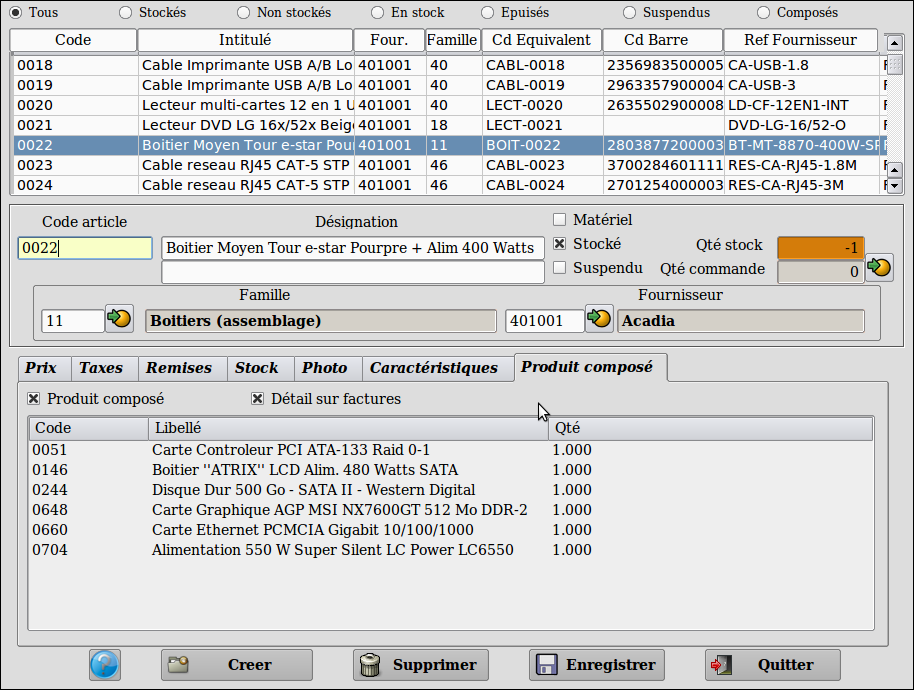 Tous Stockés Non stockés En stock Epuisés Suspendus Composés
Code Intitulé Four. Famille Cd Equivalent Cd Barre Ref Fournisseur
0018 Cable Imprimante USB A/B Lo 401001 40 CABL-0018 2356983500005 CA-USB-1.8 F
0019 Cable Imprimante USB A/B Lo 401001 40 CABL-0019 2963357900004 CA-USB-3 F
0020 Lecteur multi-cartes 12 en 1 U 401001 40 LECT-0020 2635502900008 LD-CF-12EN1-INT F
0021 Lecteur DVD LG 16x/52x Beige 401001 18 LECT-0021 DVD-LG-16/52-O F
0022 Boitier Moyen Tour e-star Pour 401001 11 BOIT-0022 2803877200003 BT-MT-8870-400W-SP F
0023 Cable reseau RJ45 CAT-5 STP 401001 46 CABL-0023 3700284601111 RES-CA-RJ45-1.8M F
0024 Cable reseau RJ45 CAT-5 STP 401001 46 CABL-0024 2701254000003 RES-CA-RJ45-3M F
Code article Désignation Matériel
0022 Boitier Moyen Tour e-star Pourpre + Alim 400 Watts Stocké Qté stock -1
Suspendu Qté commande 0
Famille Fournisseur
11 Boitiers (assemblage) 401001 Acadia
Prix Taxes Remises Stock Photo Caractéristiques Produit composé
Produit composé Détail sur factures
Code Libellé Qté
0051 Carte Controleur PCI ATA-133 Raid 0-1 1.000
0146 Boitier ''ATRIX'' LCD Alim. 480 Watts SATA 1.000
0244 Disque Dur 500 Go - SATA II - Western Digital 1.000
0648 Carte Graphique AGP MSI NX7600GT 512 Mo DDR-2 1.000
0660 Carte Ethernet PCMCIA Gigabit 10/100/1000 1.000
0704 Alimentation 550 W Super Silent LC Power LC6550 1.000
? Creer Supprimer Enregistrer Quitter